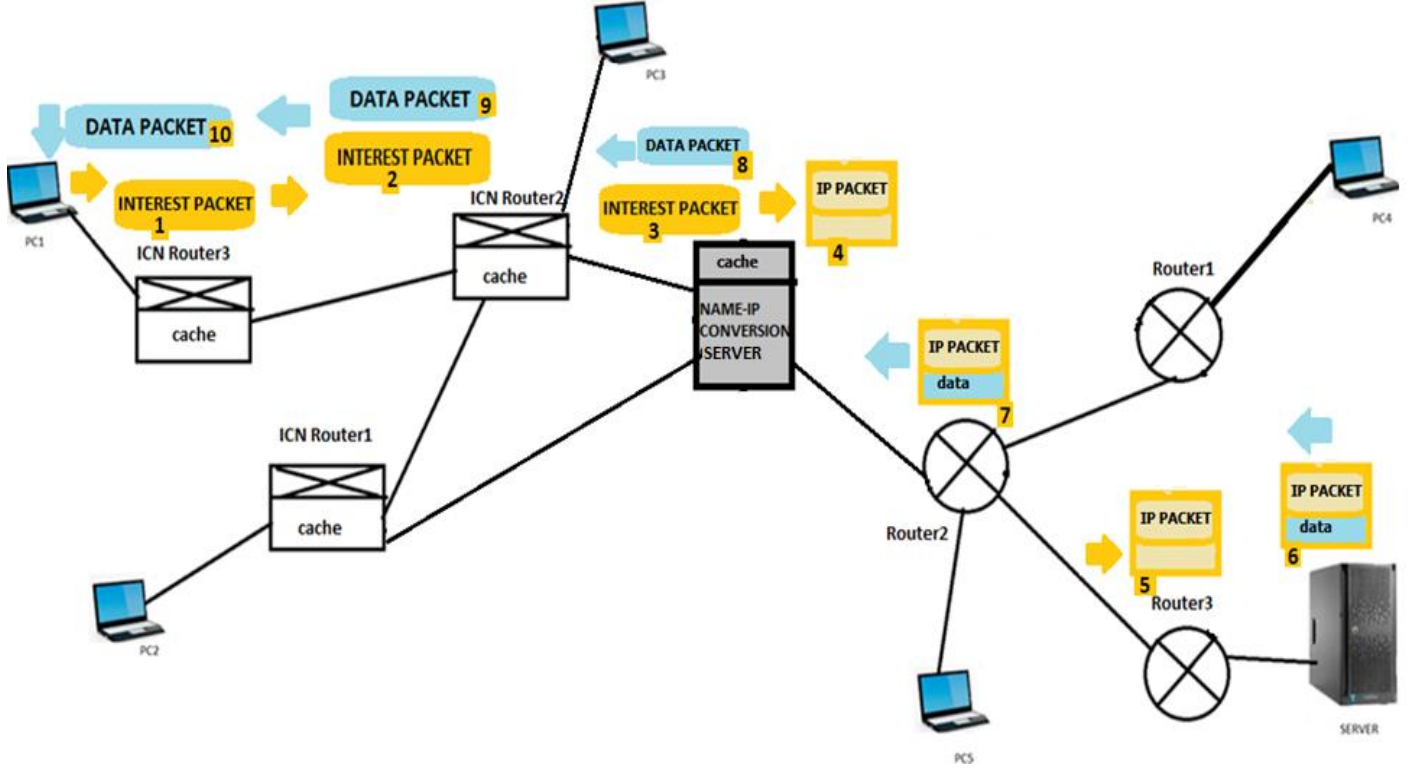 PC3
DATA PACKET 9
DATA PACKET 10
INTEREST PACKET
2
DATA PACKET
8
IP PACKET
4
INTEREST PACKET
1
PC1
ICN Router2
INTEREST PACKET
3
PC4
ICN Router3
cache
cache
cache
NAME-IP
CONVERSION
SERVER
Router1
IP PACKET
data
7
ICN Router1
cache
Router2
IP PACKET
5
IP PACKET
data
6
Router3
PC2
SERVER
PC5